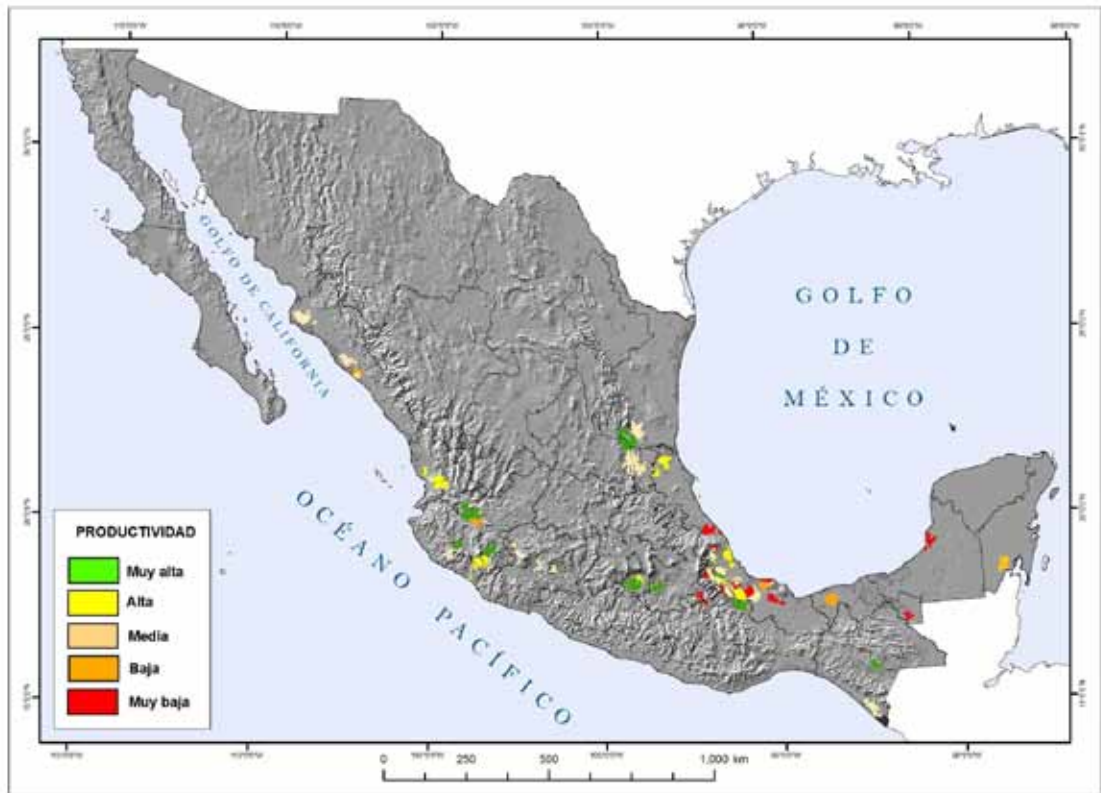 GOLFO DE CALIFORNIA
GOLFO
DE
MÉXICO
OCÉANO PACÍFICO
PRODUCTIVIDAD
Muy alta
Alta
Media
Baja
Muy baja
0 250 500 1,000 km